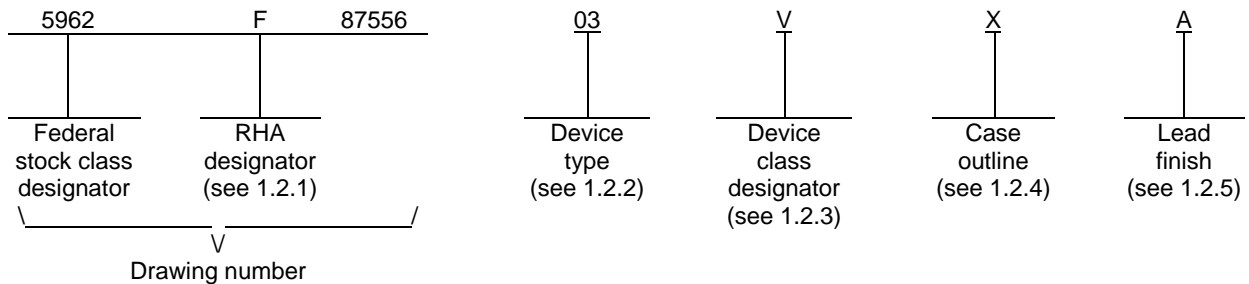 5962 F 87556 03 V X A
Federal stock class designator
RHA designator (see 1.2.1)
Device type (see 1.2.2)
Device class designator (see 1.2.3)
Case outline (see 1.2.4)
Lead finish (see 1.2.5)
\ /
\/
Drawing number